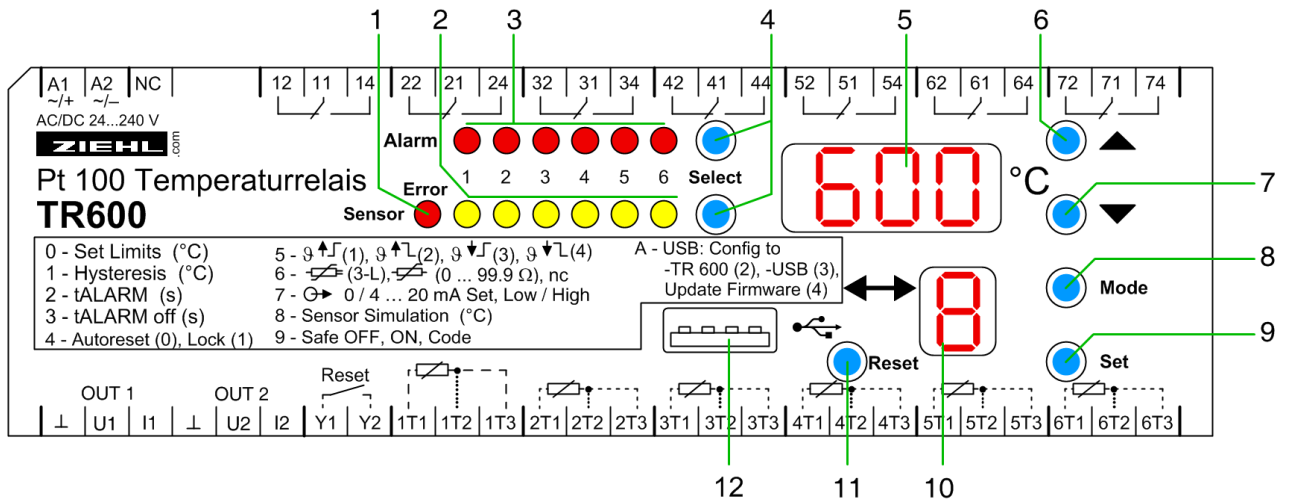 1 2 3 4 5 6
A1 A2 NC 12 11 14 22 21 24 32 31 34 42 41 44 52 51 54 62 61 64 72 71 74
~/+ ~/–
AC/DC 24...240 V
ZIEHL.com
Alarm
Pt 100 Temperaturrelais
TR600
1 2 3 4 5 6
Select
Error
Sensor
600 °C
7
0 - Set Limits (°C)
1 - Hysteresis (°C)
2 - tALARM (s)
3 - tALARM off (s)
4 - Autoreset (0), Lock (1)
5 - ϑ (1), ϑ (2), ϑ (3), ϑ (4)
6 - (3-L), (0 ... 99.9 Ω), nc
7 - 0 / 4 ... 20 mA Set, Low / High
8 - Sensor Simulation (°C)
9 - Safe OFF, ON, Code
A - USB: Config to
-TR 600 (2), -USB (3),
Update Firmware (4)
8
Mode
8
Reset
Set
9
OUT 1 OUT 2 Reset
⊥ U1 I1 ⊥ U2 I2 Y1 Y2 1T1 1T2 1T3 2T1 2T2 2T3 3T1 3T2 3T3 4T1 4T2 4T3 5T1 5T2 5T3 6T1 6T2 6T3
12 11 10